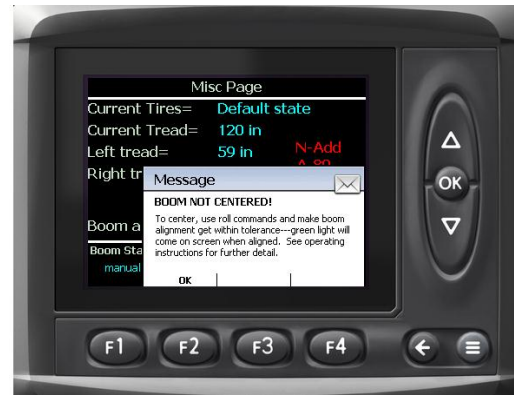 Misc Page
Current Tires= Default state
Current Tread= 120 in
Left tread= 59 in N-Add
Right tr
Message
BOOM NOT CENTERED!
To center, use roll commands and make boom
alignment get within tolerance---green light will
come on screen when aligned. See operating
instructions for further detail.
Boom a
Boom Sta
manual
OK
OK
F1 F2 F3 F4